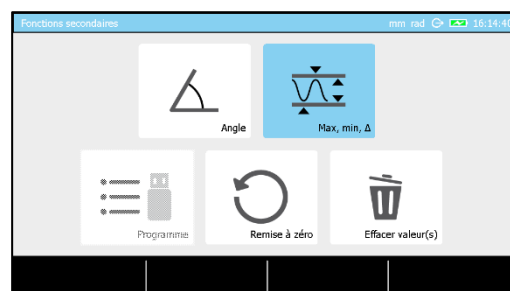 Fonctions secondaires mm rad 16:14:40
Angle Max, min, Δ
Programme Remise à zéro Effacer valeur(s)